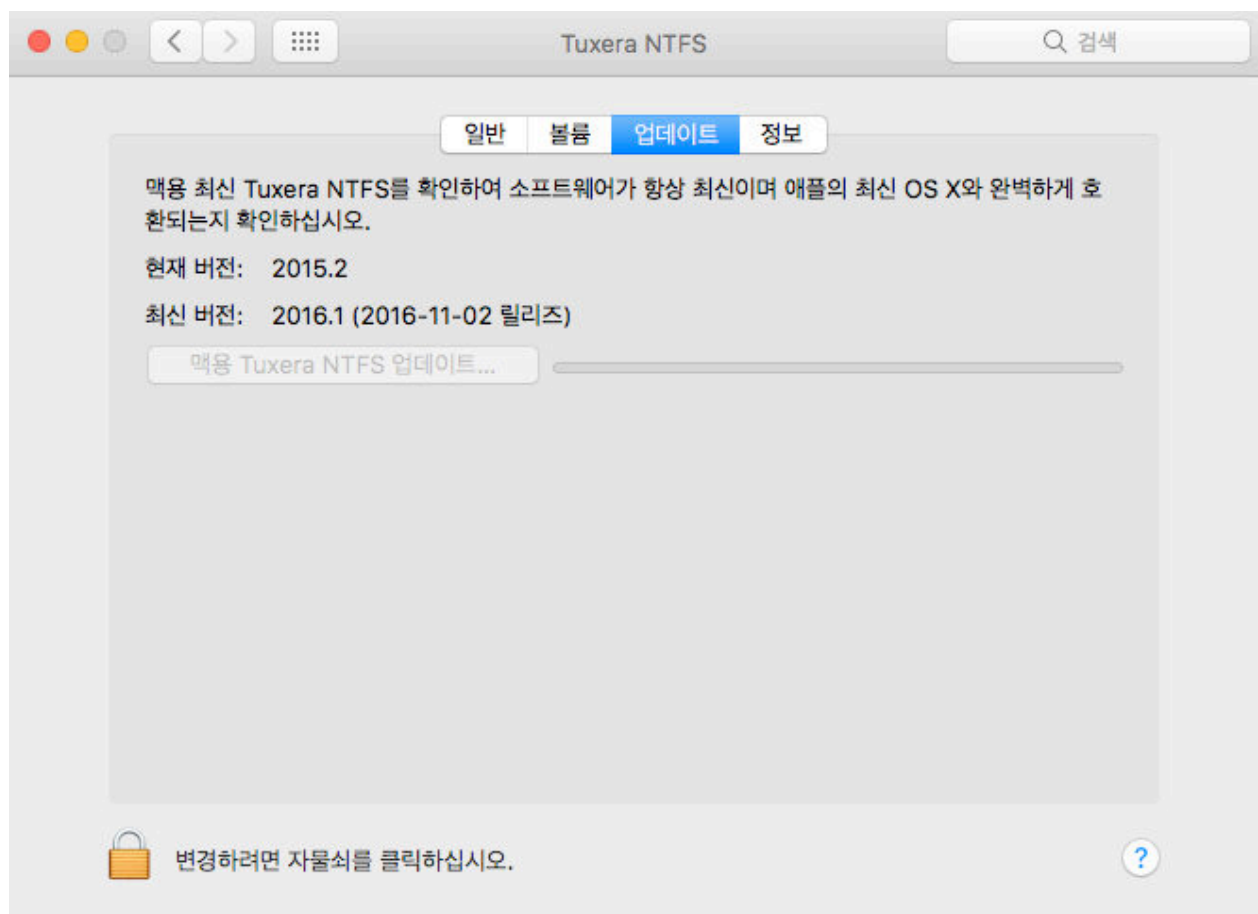 Tuxera NTFS
검색
일반 볼륨 업데이트 정보
맥용 최신 Tuxera NTFS를 확인하여 소프트웨어가 항상 최신이며 애플의 최신 OS X와 완벽하게 호
환되는지 확인하십시오.
현재 버전: 2015.2
최신 버전: 2016.1 (2016-11-02 릴리즈)
맥용 Tuxera NTFS 업데이트...
변경하려면 자물쇠를 클릭하십시오.
?